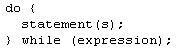 do {
  statement(s);
} while (expression);